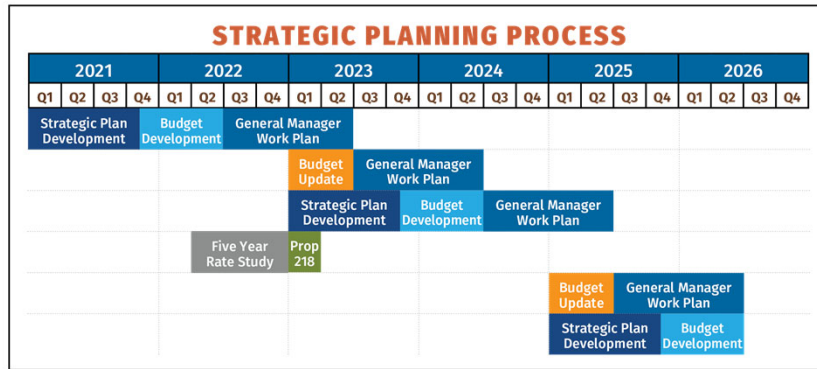 STRATEGIC PLANNING PROCESS
2021 2022 2023 2024 2025 2026
Q1 Q2 Q3 Q4 Q1 Q2 Q3 Q4 Q1 Q2 Q3 Q4 Q1 Q2 Q3 Q4 Q1 Q2 Q3 Q4 Q1 Q2 Q3 Q4
Strategic Plan
Development
Budget
Development
General Manager
Work Plan
Budget
Update
General Manager
Work Plan
Strategic Plan
Development
Budget
Development
General Manager
Work Plan
Five Year
Rate Study
Prop
218
Budget
Update
General Manager
Work Plan
Strategic Plan
Development
Budget
Development